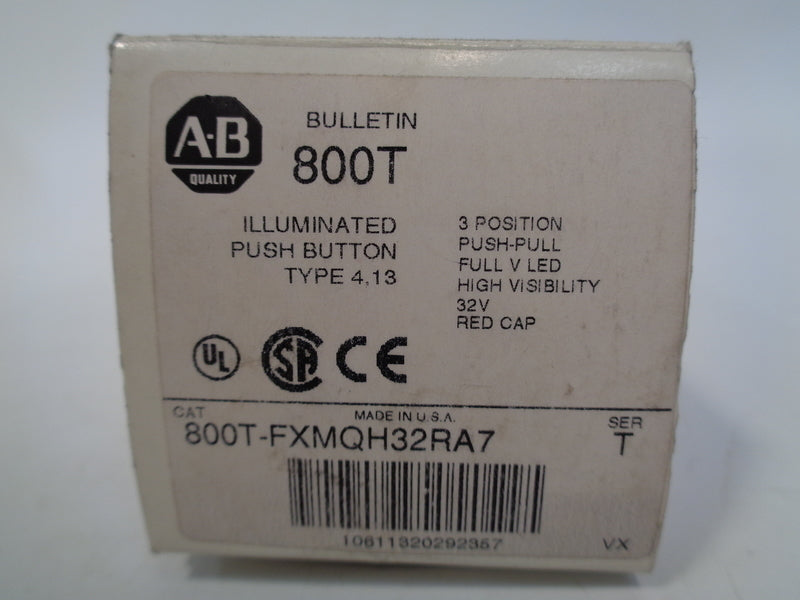 A-B
QUALITY
BULLETIN
800T
ILLUMINATED
PUSH BUTTON
TYPE 4,13
3 POSITION
PUSH-PULL
FULL V LED
HIGH VISIBILITY
32V
RED CAP
UL
SA
CE
CAT
MADE IN U.S.A.
SER
800T-FXMQH32RA7
T
10611320292357
VX